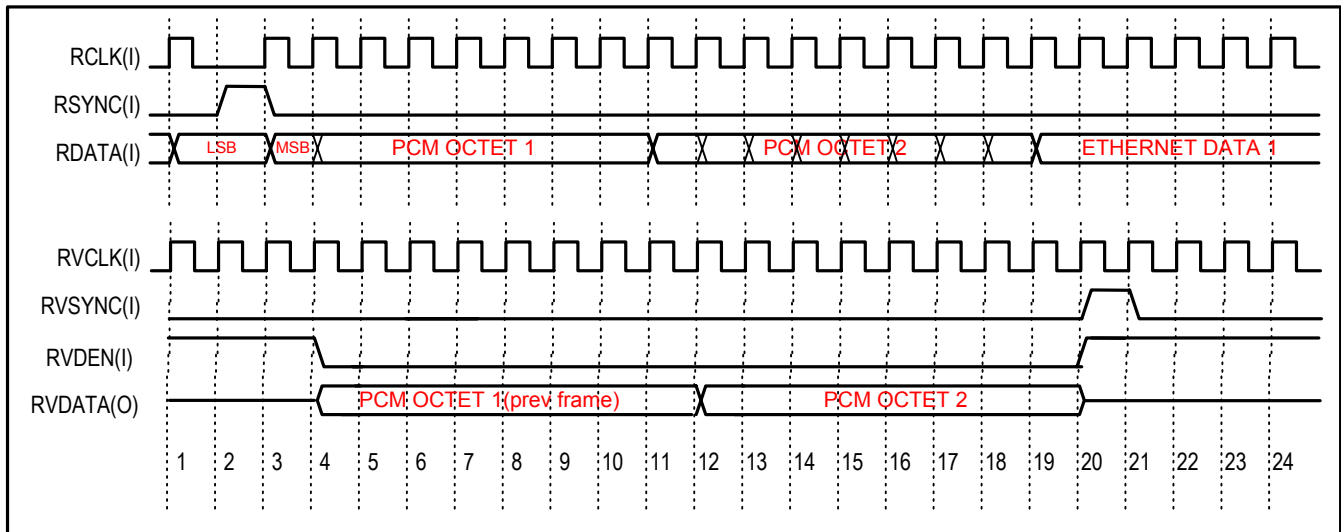 RCLK(I)
RSYNC(I)
RDATA(I) LSB MSB PCM OCTET 1 PCM OCTET 2 ETHERNET DATA 1
RVCLK(I)
RVSYNC(I)
RVDEN(I)
RVDATA(O) PCM OCTET 1(prev frame) PCM OCTET 2
1 2 3 4 5 6 7 8 9 10 11 12 13 14 15 16 17 18 19 20 21 22 23 24